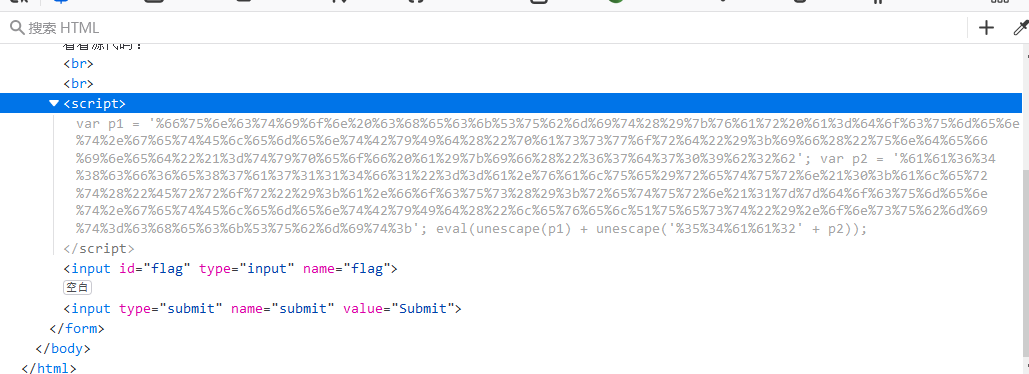 搜索 HTML
看看源代码?
<br>
<br>
<script>
var p1 = '%66%75%6e%63%74%69%6f%6e%20%63%68%65%63%6b%53%75%62%6d%69%74%28%29%7b%76%61%72%20%61%3d%64%6f%63%75%6d%65%6e
%74%2e%67%65%74%45%6c%65%6d%65%6e%74%42%79%49%64%28%22%70%61%73%73%77%6f%72%64%22%29%3b%69%66%28%22%75%6e%64%65%66
%69%6e%65%64%22%21%3d%74%79%70%65%6f%66%20%61%29%7b%69%66%28%22%36%37%64%37%30%39%62%32%62'; var p2 = '%61%61%36%34
%38%63%66%36%65%38%37%61%37%31%31%34%66%31%22%3d%3d%61%2e%76%61%6c%75%65%29%72%65%74%75%72%6e%21%30%3b%61%6c%65%72
%74%28%22%45%72%72%6f%72%22%29%3b%61%2e%66%6f%63%75%73%28%29%3b%72%65%74%75%72%6e%21%31%7d%7d%64%6f%63%75%6d%65%6e
%74%2e%67%65%74%45%6c%65%6d%65%6e%74%42%79%49%64%28%22%6c%65%76%65%6c%51%75%65%73%74%22%29%2e%6f%6e%73%75%62%6d%69
%74%3d%63%68%65%63%6b%53%75%62%6d%69%74%3b'; eval(unescape(p1) + unescape('%35%34%61%61%32' + p2));
</script>
<input id="flag" type="input" name="flag">
空白
<input type="submit" name="submit" value="Submit">
</form>
</body>
</html>